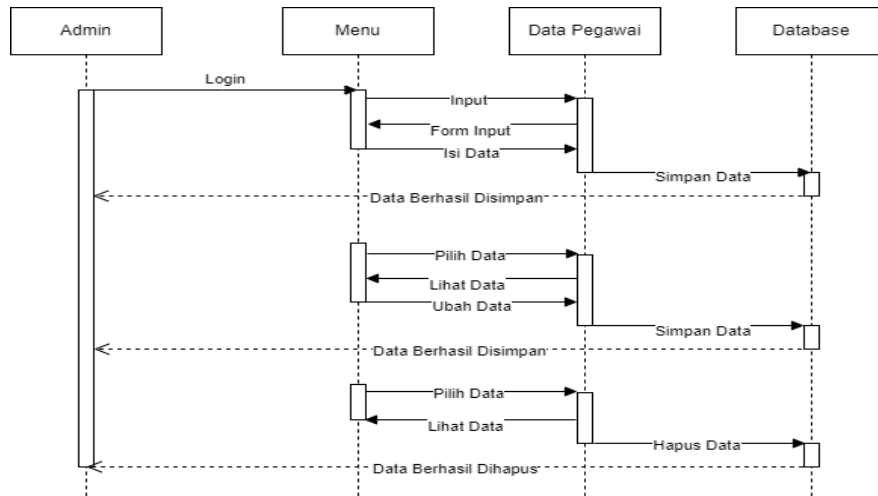 Admin
Menu
Data Pegawai
Database
Login
Input
Form Input
Isi Data
Simpan Data
Data Berhasil Disimpan
Pilih Data
Lihat Data
Ubah Data
Simpan Data
Data Berhasil Disimpan
Pilih Data
Lihat Data
Hapus Data
Data Berhasil Dihapus